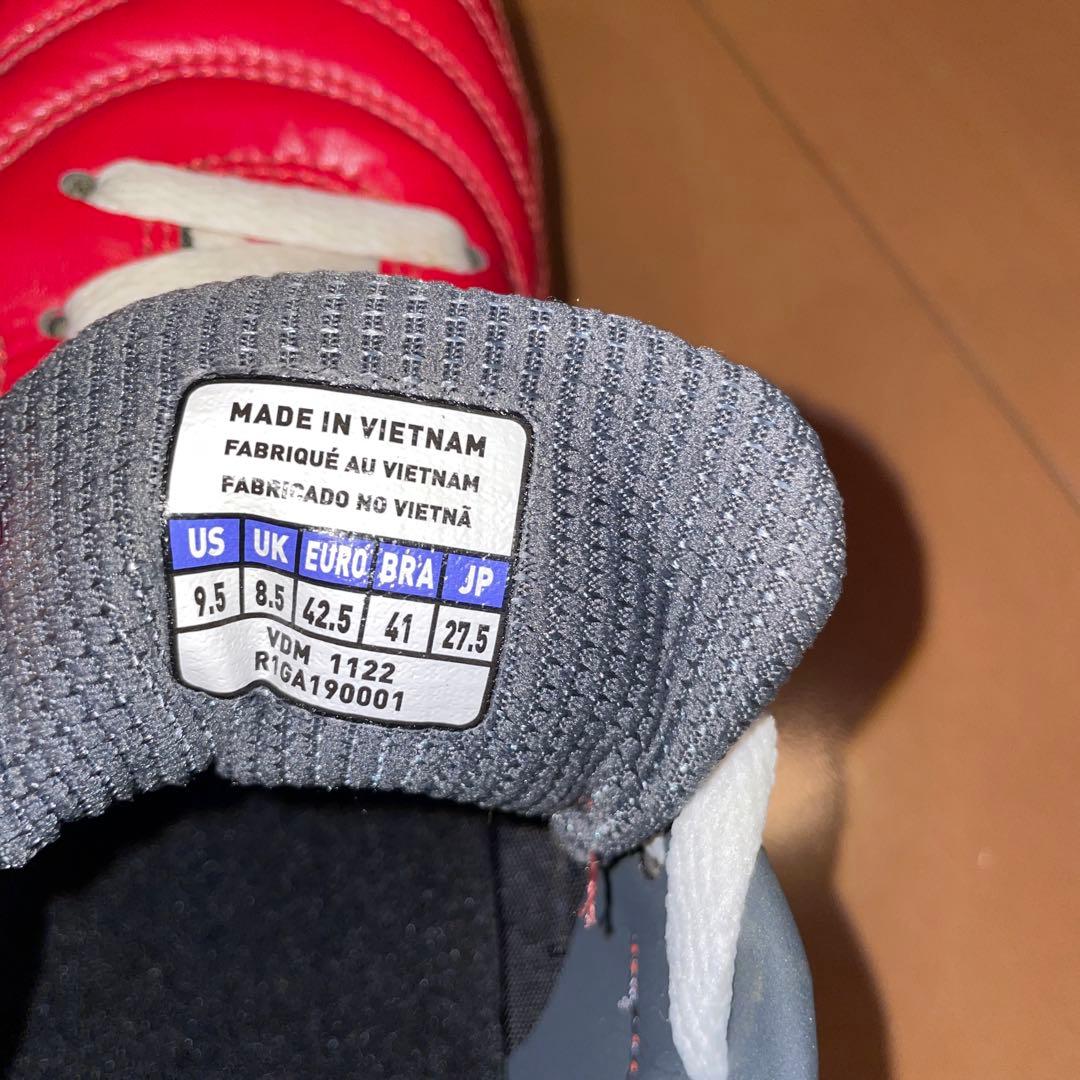 MADE IN VIETNAM
FABRIQUÉ AU VIETNAM
FABRICADO NO VIETNÃ
US UK EURO BRA JP
9.5 8.5 42.5 41 27.5
VDM 1122
R1GA190001